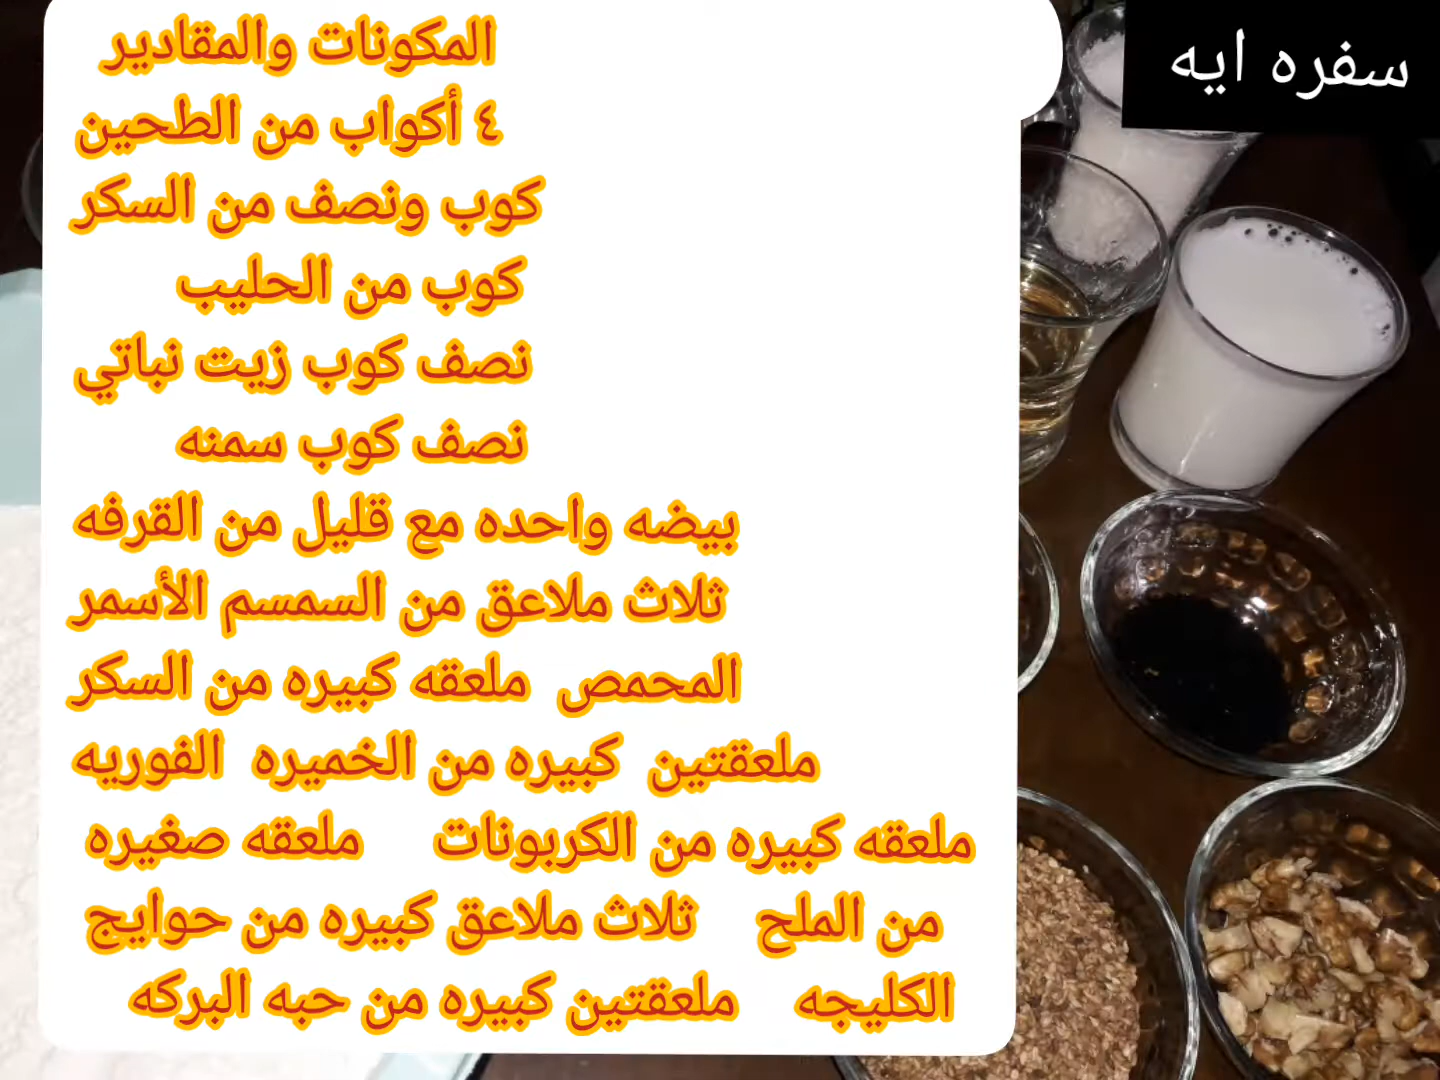 سفره ايه
المكونات والمقادير
٤ أكواب من الطحين
كوب ونصف من السكر
كوب من الحليب
نصف كوب زيت نباتي
نصف كوب سمنه
بيضه واحده مع قليل من القرفه
ثلاث ملاعق من السمسم الأسمر
المحمص ملعقه كبيره من السكر
ملعقتين كبيره من الخميره الفوريه
ملعقه كبيره من الكربونات ملعقه صغيره
من الملح ثلاث ملاعق كبيره من حوايج
الكليجه ملعقتين كبيره من حبه البركه